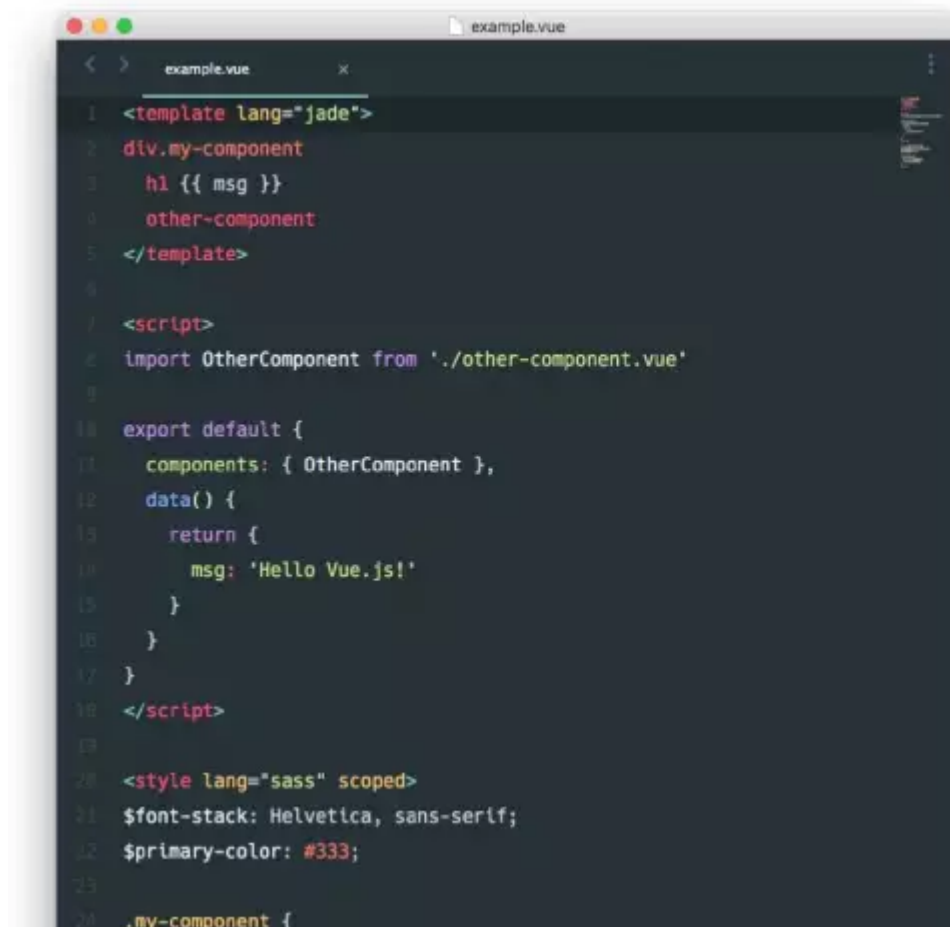 example.vue
example.vue ×
1 <template lang="jade">
2 div.my-component
3   h1 {{ msg }}
4   other-component
5 </template>
6
7 <script>
8 import OtherComponent from './other-component.vue'
9
10 export default {
11   components: { OtherComponent },
12   data() {
13     return {
14       msg: 'Hello Vue.js!'
15     }
16   }
17 }
18 </script>
19
20 <style lang="sass" scoped>
21 $font-stack: Helvetica, sans-serif;
22 $primary-color: #333;
23
24 .my-component {